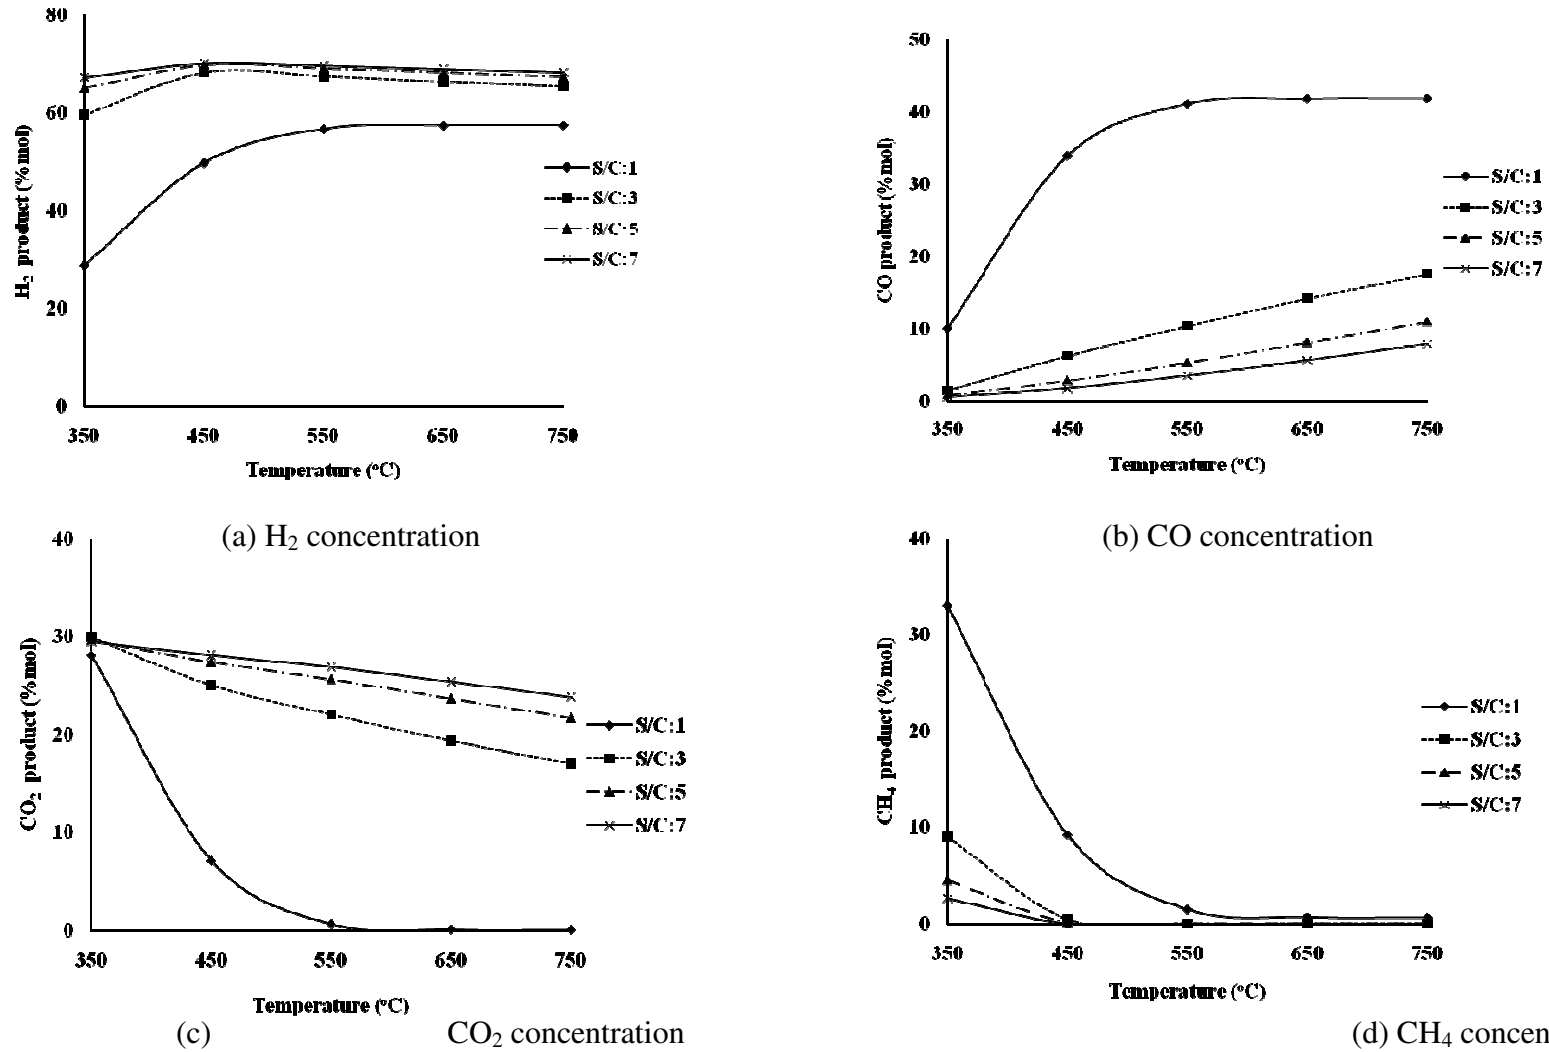 80
60
40
20
0
H2 product (%mol)
350 450 550 650 750
Temperature (°C)
S/C:1
S/C:3
S/C:5
S/C:7
(a) H2 concentration
50
40
30
20
10
0
CO product (%mol)
350 450 550 650 750
Temperature (°C)
S/C:1
S/C:3
S/C:5
S/C:7
(b) CO concentration
40
30
20
10
0
CO2 product (%mol)
350 450 550 650 750
Temperature (°C)
S/C:1
S/C:3
S/C:5
S/C:7
(c) CO2 concentration
40
30
20
10
0
CH4 product (%mol)
350 450 550 650 750
Temperature (°C)
S/C:1
S/C:3
S/C:5
S/C:7
(d) CH4 concen